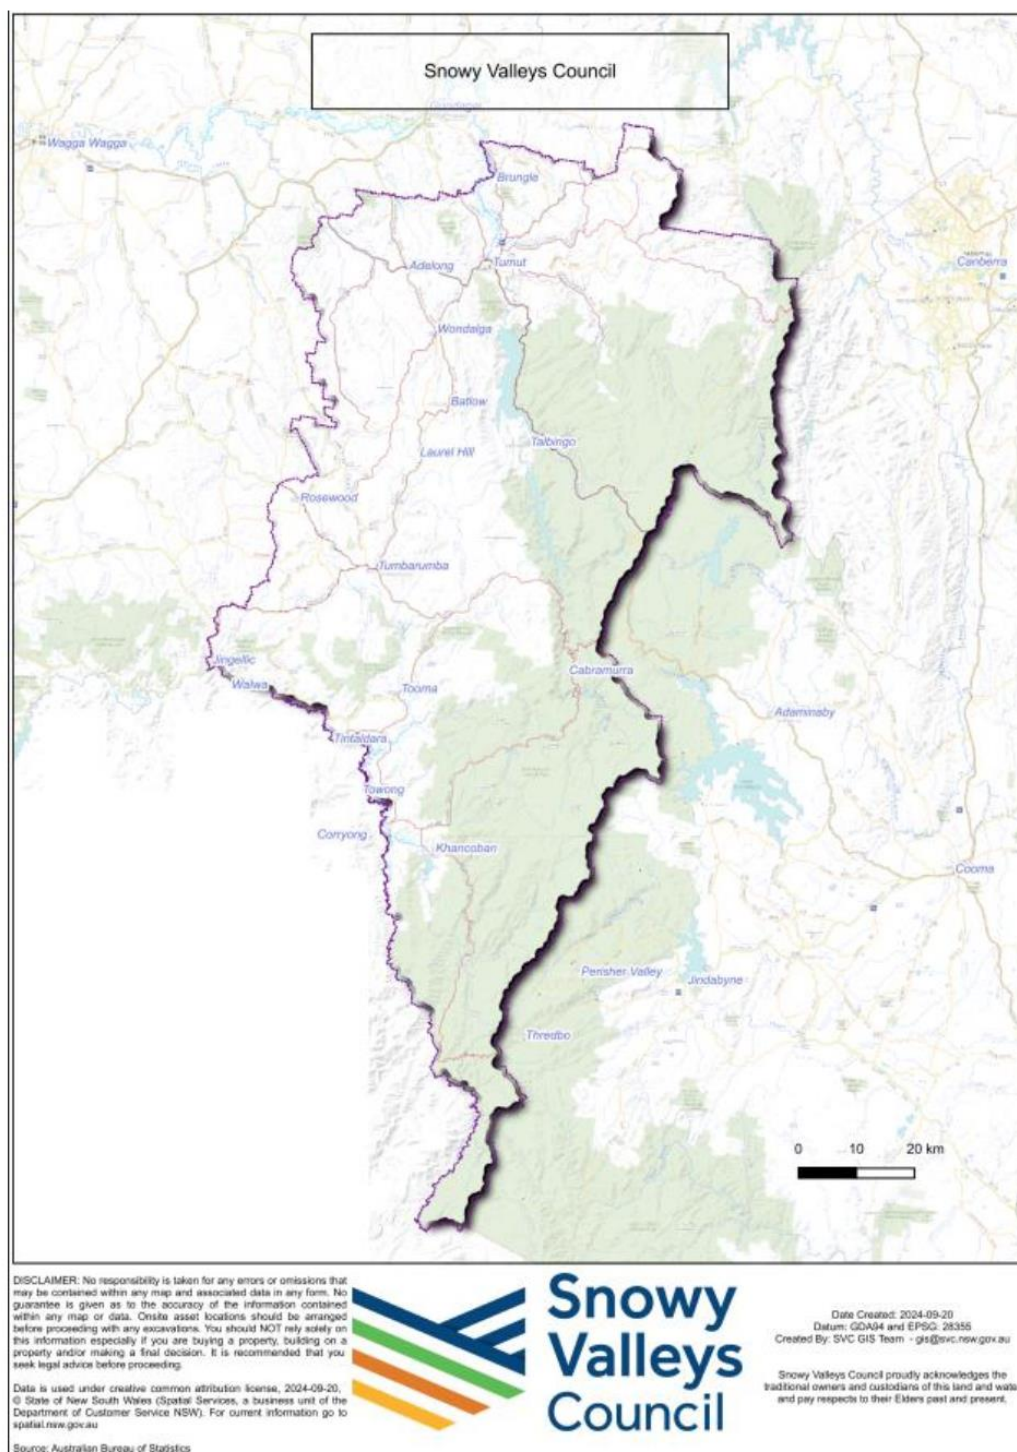 Snowy Valleys Council
Gundagai
Wagga Wagga
Brungle
Canberra
Adelong
Tumut
Wondalga
Batlow
Talbingo
Laurel Hill
Rosewood
Tumbarumba
Jingellic
Cabramurra
Walwa
Tooma
Adaminaby
Tintaldara
Towong
Corryong
Khancoban
Cooma
Perisher Valley
Jindabyne
Thredbo
0 10 20 km
DISCLAIMER: No responsibility is taken for any errors or omissions that
may be contained within any map and associated data in any form. No
guarantee is given as to the accuracy of the information contained
within any map or data. Onsite asset locations should be arranged
before proceeding with any excavations. You should NOT rely solely on
this information especially if you are buying a property, building on a
property and/or making a final decision. It is recommended that you
seek legal advice before proceeding.
Data is used under creative common attribution license, 2024-09-20,
© State of New South Wales (Spatial Services, a business unit of the
Department of Customer Service NSW). For current information go to
spatial.nsw.gov.au
Source: Australian Bureau of Statistics
Snowy
Valleys
Council
Date Created: 2024-09-20
Datum: GDA94 and EPSG: 28355
Created By: SVC GIS Team - gis@svc.nsw.gov.au
Snowy Valleys Council proudly acknowledges the
traditional owners and custodians of this land and wate
and pay respects to their Elders past and present.